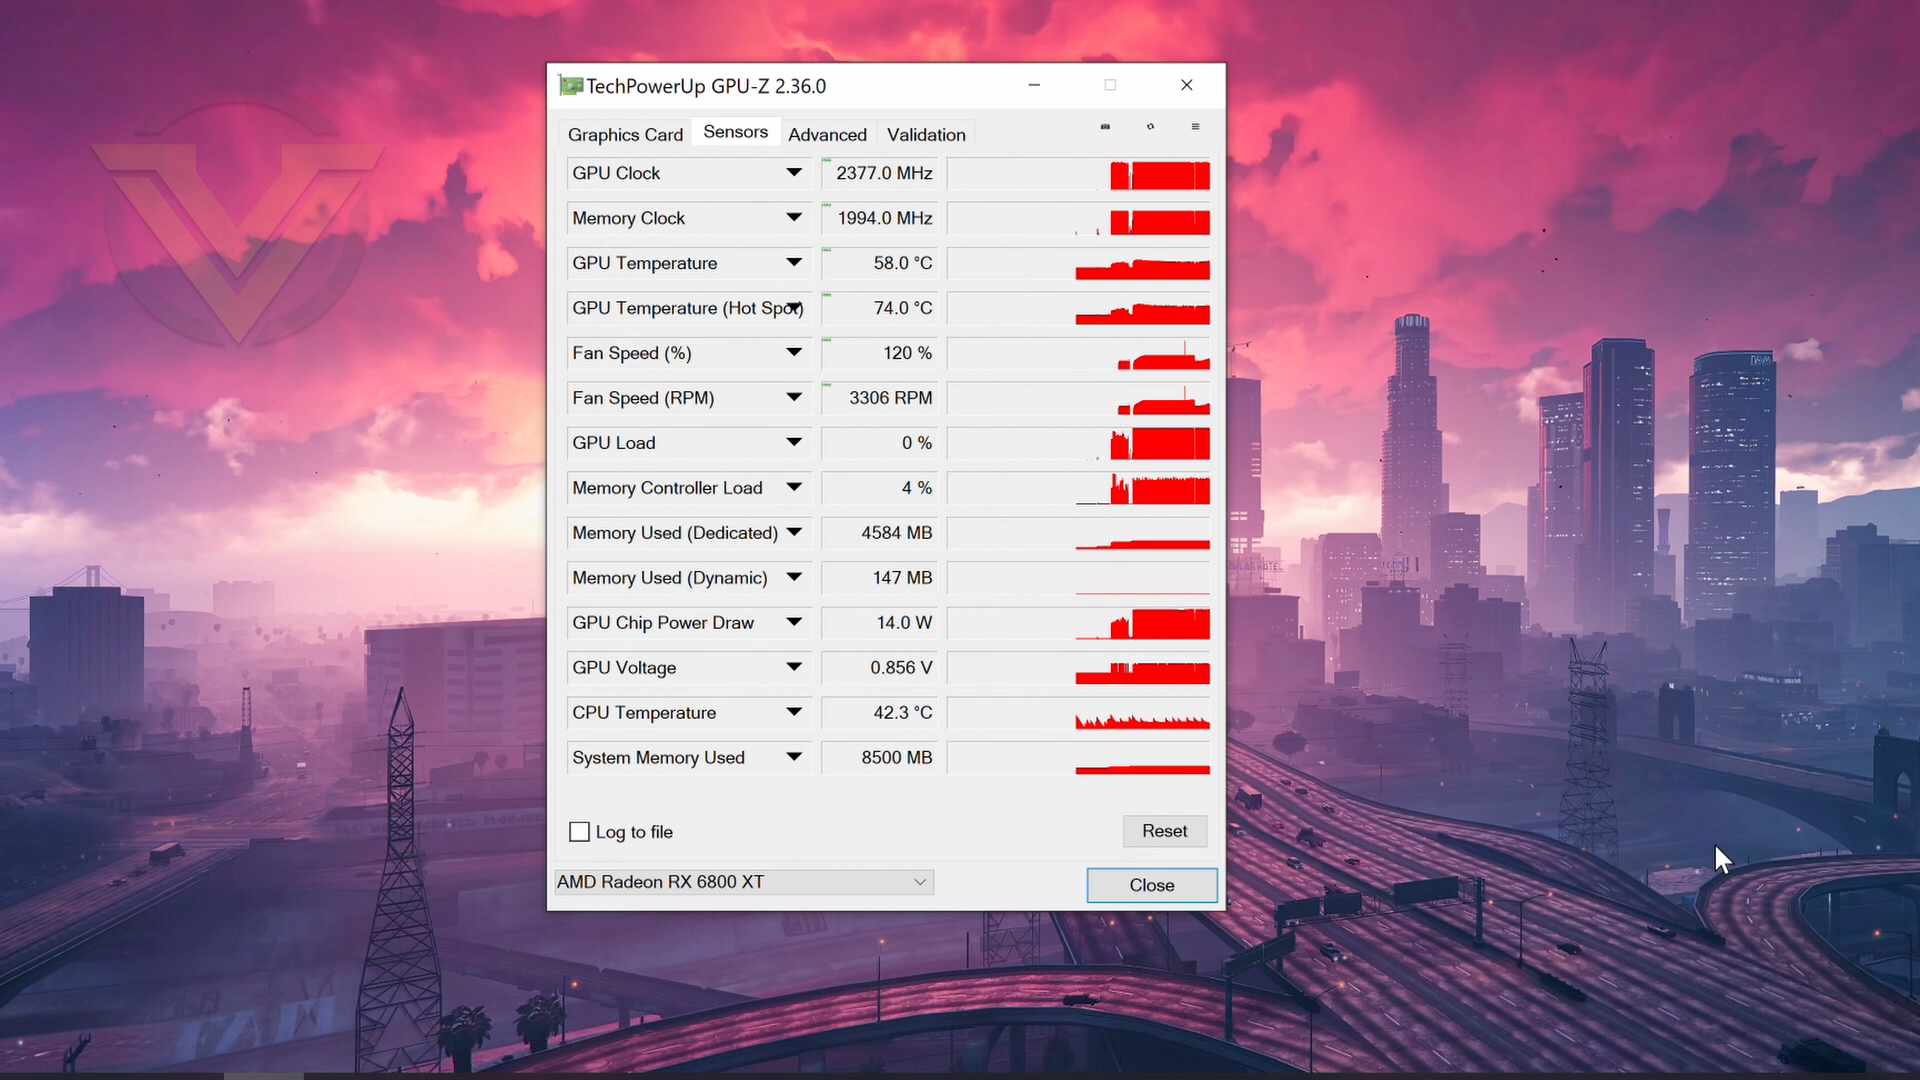 TechPowerUp GPU-Z 2.36.0
Graphics Card Sensors Advanced Validation
GPU Clock 2377.0 MHz
Memory Clock 1994.0 MHz
GPU Temperature 58.0 °C
GPU Temperature (Hot Spot) 74.0 °C
Fan Speed (%) 120 %
Fan Speed (RPM) 3306 RPM
GPU Load 0 %
Memory Controller Load 4 %
Memory Used (Dedicated) 4584 MB
Memory Used (Dynamic) 147 MB
GPU Chip Power Draw 14.0 W
GPU Voltage 0.856 V
CPU Temperature 42.3 °C
System Memory Used 8500 MB
Log to file
Reset
AMD Radeon RX 6800 XT
Close